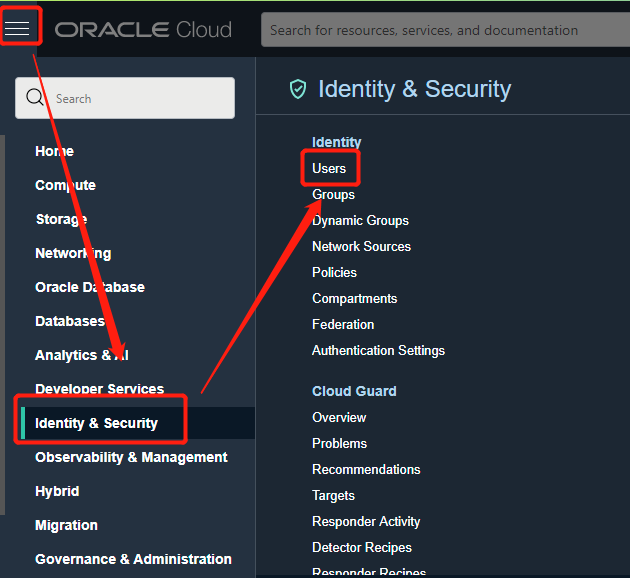 ORACLE Cloud
Search for resources, services, and documentation
Search
Home
Compute
Storage
Networking
Oracle Database
Databases
Analytics & AI
Developer Services
Identity & Security
Observability & Management
Hybrid
Migration
Governance & Administration
Identity & Security
Identity
Users
Groups
Dynamic Groups
Network Sources
Policies
Compartments
Federation
Authentication Settings
Cloud Guard
Overview
Problems
Recommendations
Targets
Responder Activity
Detector Recipes
Responder Recipes